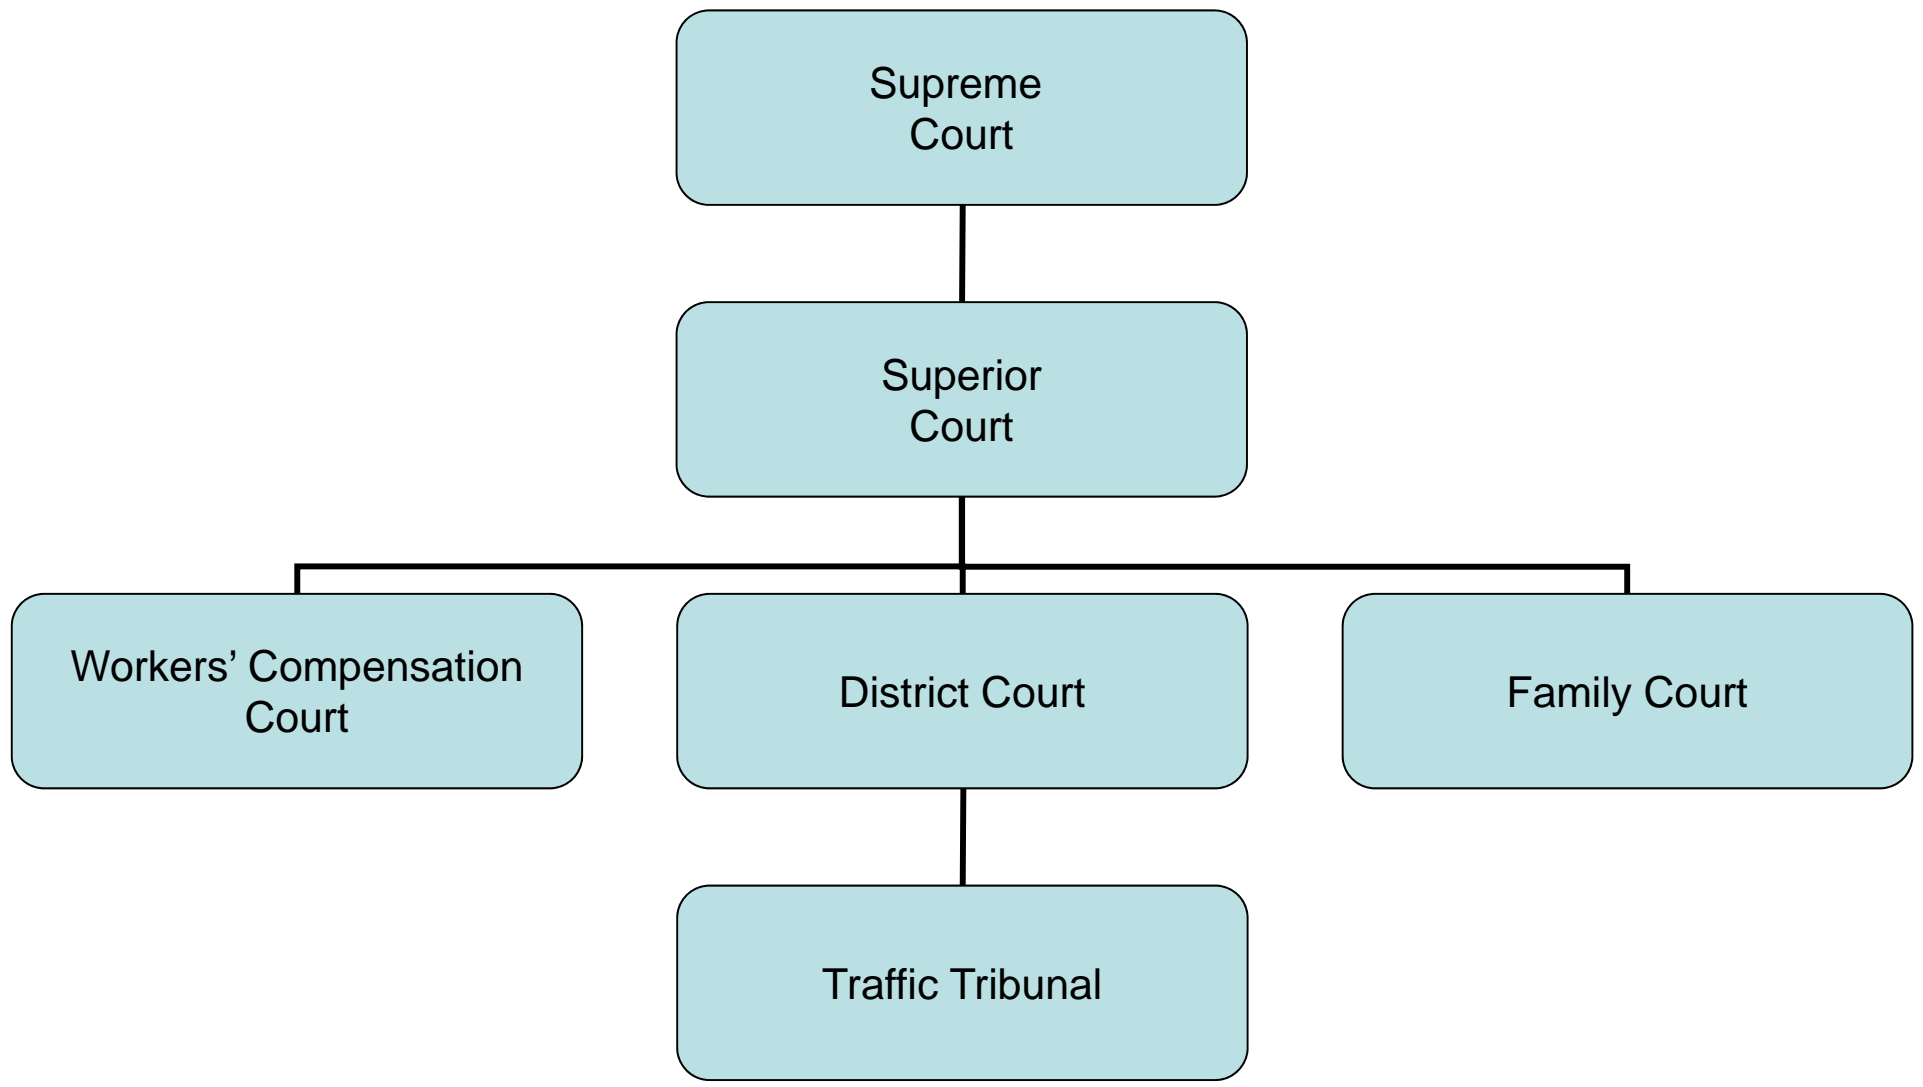 Supreme
Court
Superior
Court
Workers’ Compensation
Court
District Court
Family Court
Traffic Tribunal